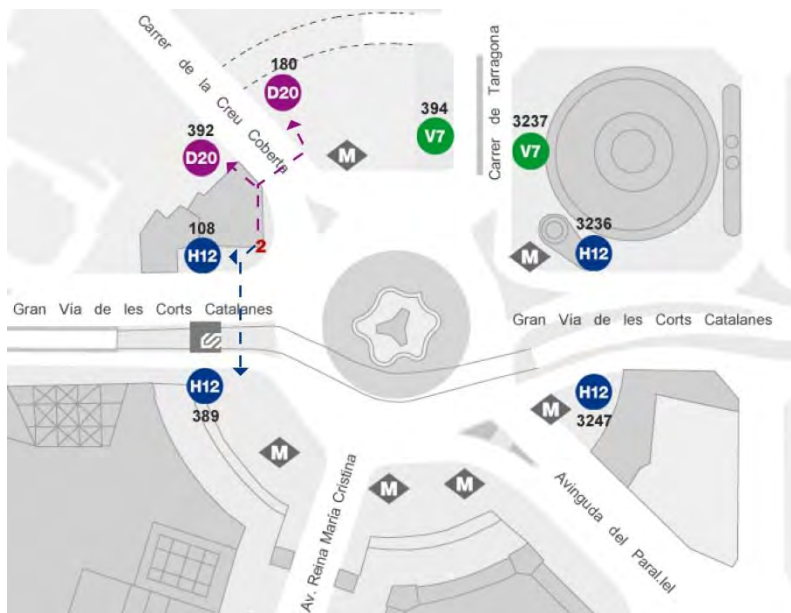 Carrer de la Creu Coberta
180
D20
392
D20
394
V7
Carrer de Tarragona
3237
V7
M
108
H12
2
3236
H12
M
Gran Via de les Corts Catalanes
Gran Via de les Corts Catalanes
H12
389
H12
3247
M
M
M
M
Av. Reina María Cristina
Avinguda del Paral.lel